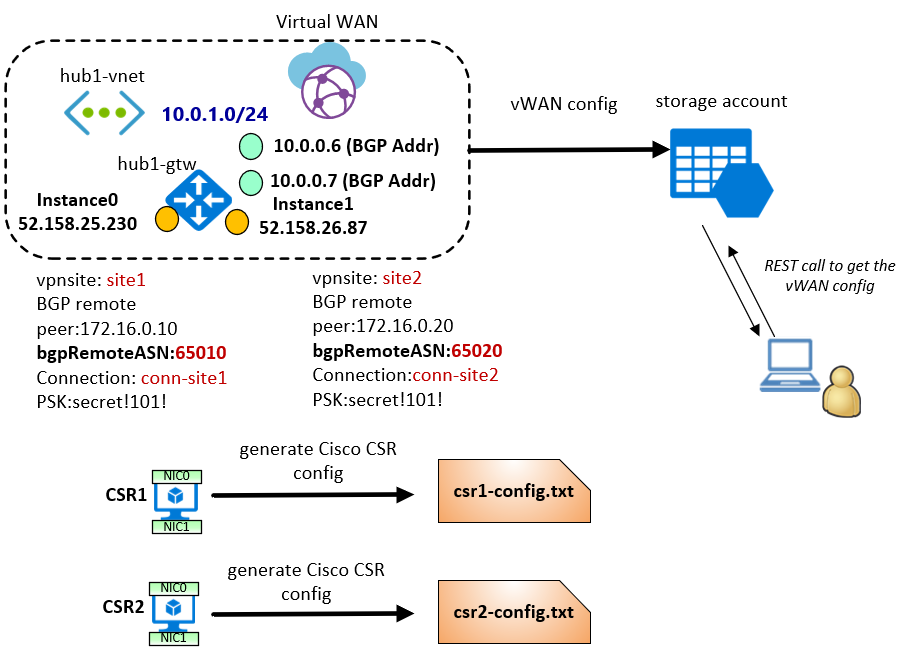 Virtual WAN
hub1-vnet
10.0.1.0/24
vWAN config
storage account
10.0.0.6 (BGP Addr)
hub1-gtw
10.0.0.7 (BGP Addr)
Instance0
52.158.25.230
Instance1
52.158.26.87
REST call to get the
vWAN config
vpnsite: site1
BGP remote
peer:172.16.0.10
bgpRemoteASN:65010
Connection: conn-site1
PSK:secret!101!
vpnsite: site2
BGP remote
peer:172.16.0.20
bgpRemoteASN:65020
Connection:conn-site2
PSK:secret!101!
generate Cisco CSR
config
NIC0
CSR1
NIC1
csr1-config.txt
generate Cisco CSR
config
NIC0
CSR2
NIC1
csr2-config.txt